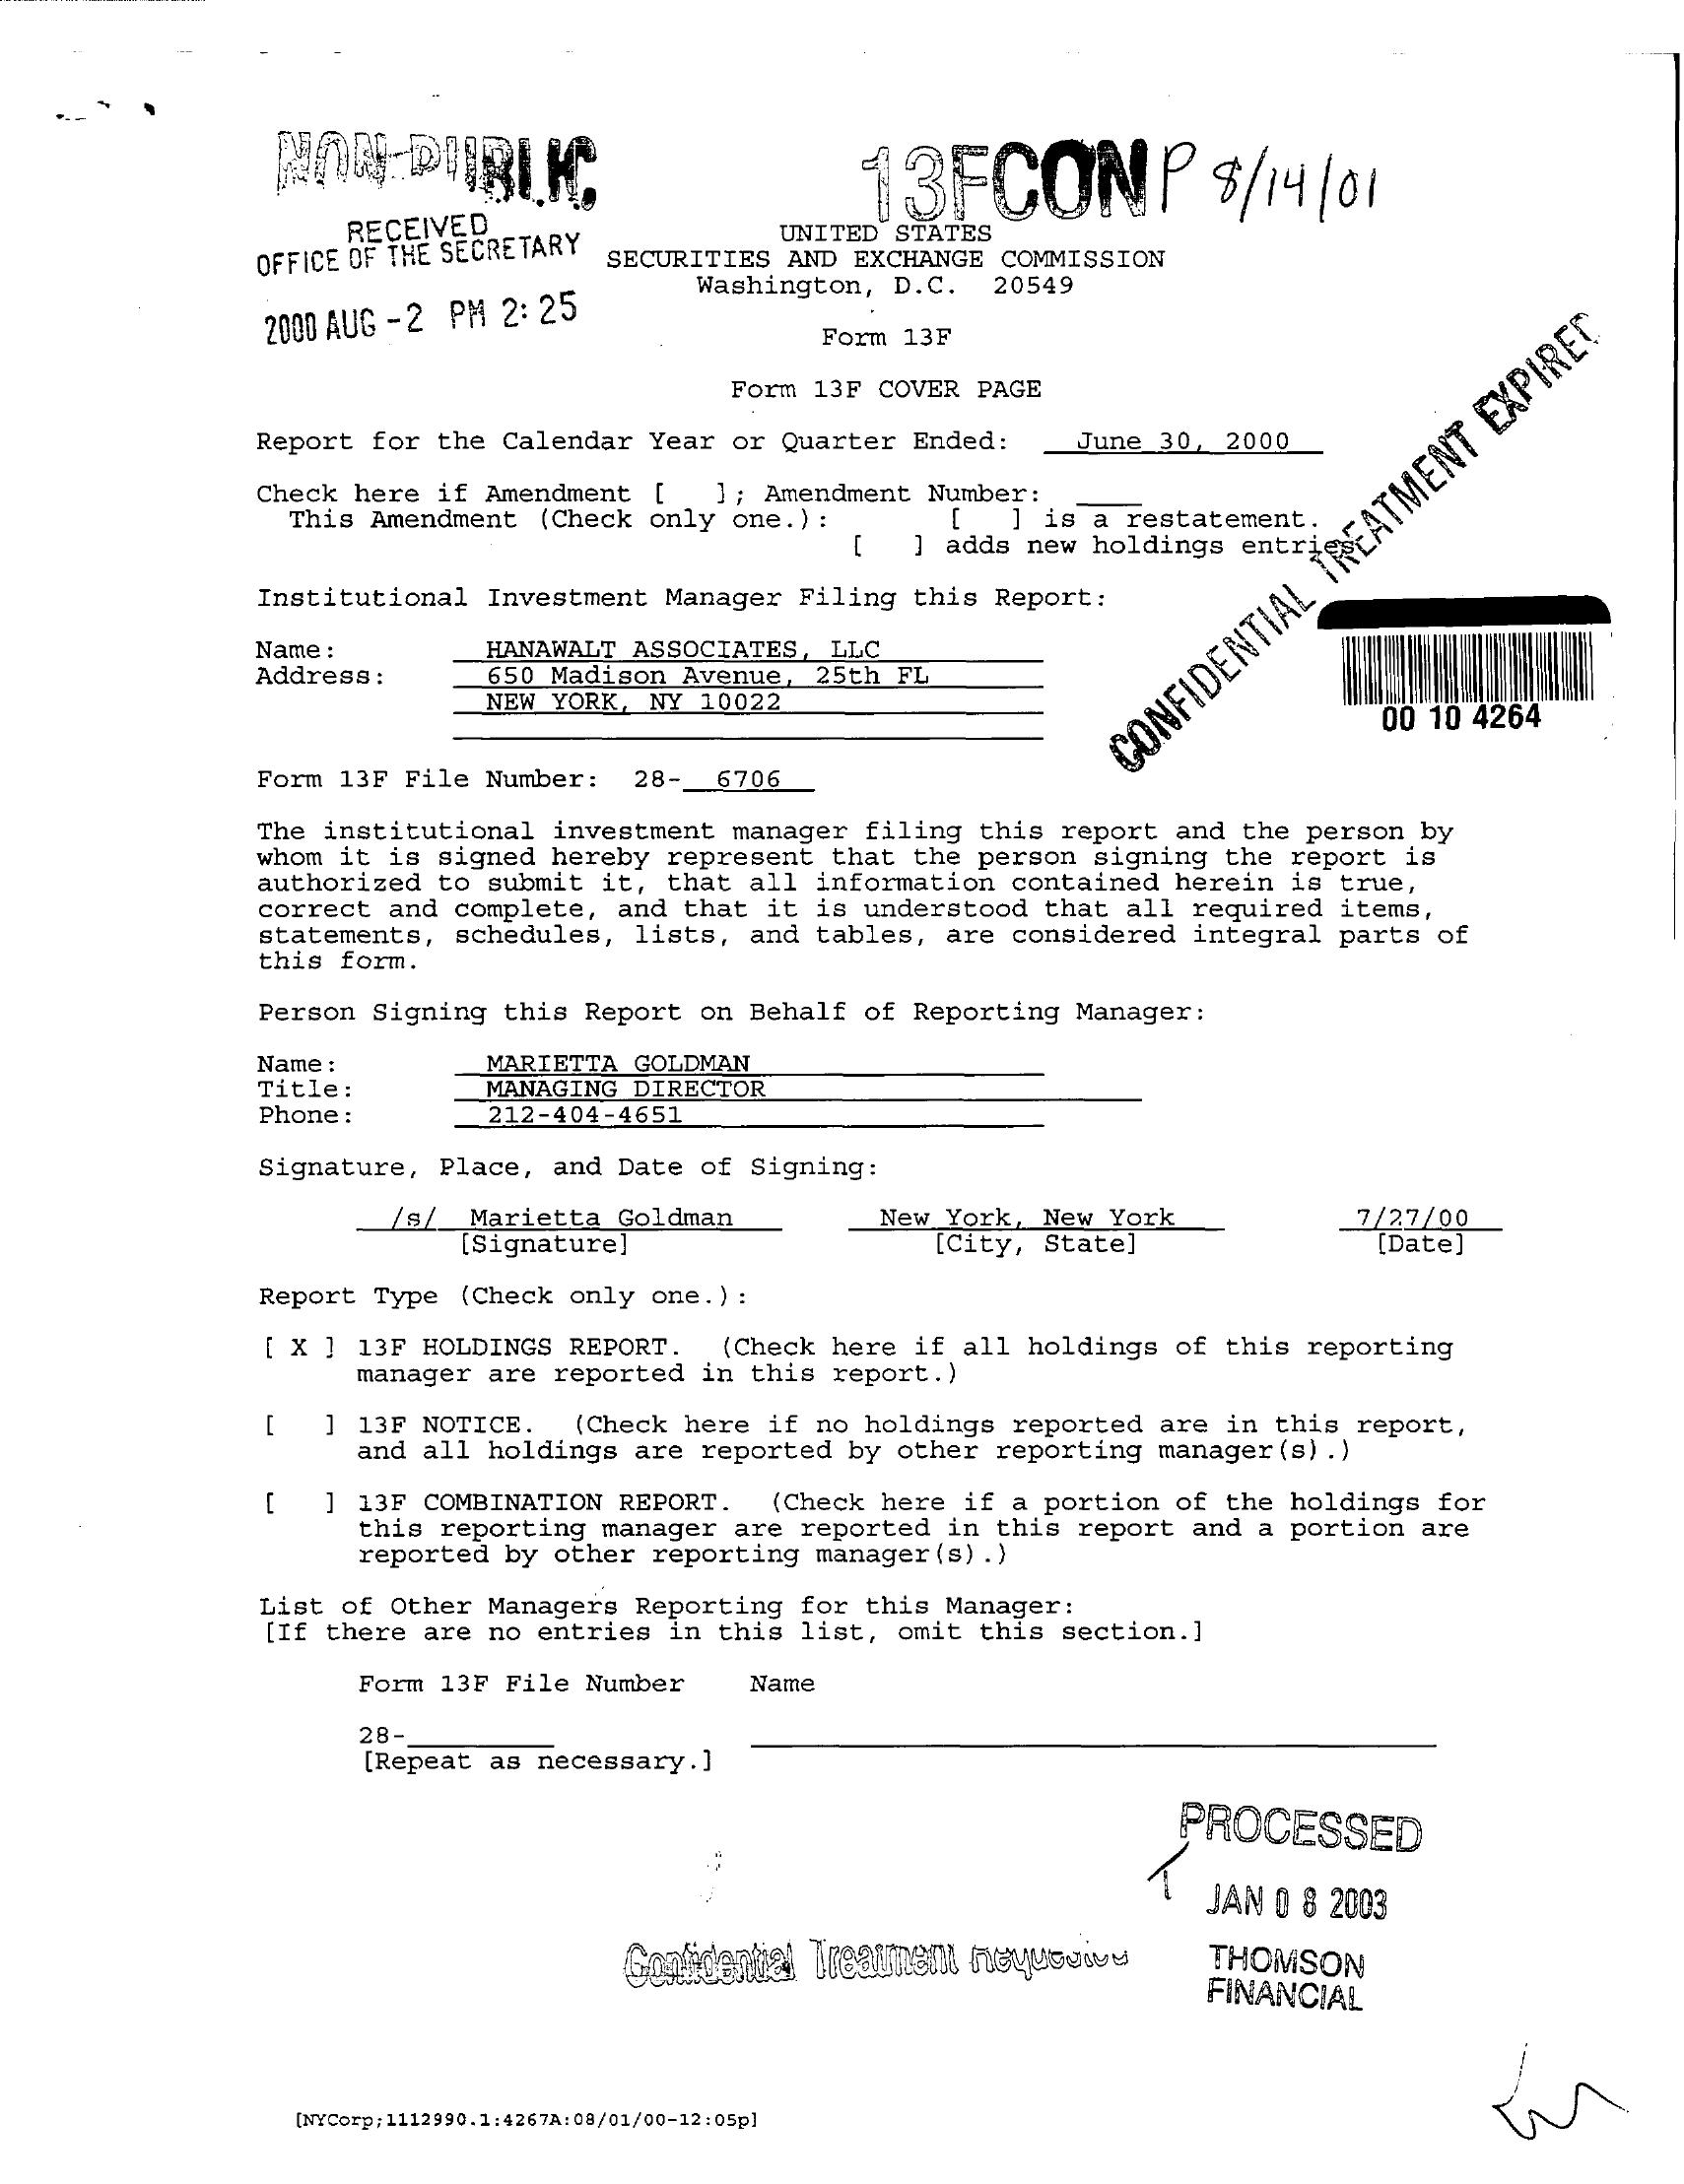 NON-PUBLIC
13FCONP 8/14/01
RECEIVED
OFFICE OF THE SECRETARY
2000 AUG -2 PM 2:25
UNITED STATES
SECURITIES AND EXCHANGE COMMISSION
Washington, D.C. 20549
Form 13F
Form 13F COVER PAGE
CONFIDENTIAL TREATMENT EXPIRED
Report for the Calendar Year or Quarter Ended: June 30, 2000
Check here if Amendment [ ]; Amendment Number: ____
This Amendment (Check only one.): [ ] is a restatement.
[ ] adds new holdings entries.
Institutional Investment Manager Filing this Report:
Name: HANAWALT ASSOCIATES, LLC
Address: 650 Madison Avenue, 25th FL
NEW YORK, NY 10022
00 10 4264
Form 13F File Number: 28- 6706
The institutional investment manager filing this report and the person by
whom it is signed hereby represent that the person signing the report is
authorized to submit it, that all information contained herein is true,
correct and complete, and that it is understood that all required items,
statements, schedules, lists, and tables, are considered integral parts of
this form.
Person Signing this Report on Behalf of Reporting Manager:
Name: MARIETTA GOLDMAN
Title: MANAGING DIRECTOR
Phone: 212-404-4651
Signature, Place, and Date of Signing:
/s/ Marietta Goldman New York, New York 7/27/00
[Signature] [City, State] [Date]
Report Type (Check only one.):
[ X ] 13F HOLDINGS REPORT. (Check here if all holdings of this reporting
manager are reported in this report.)
[ ] 13F NOTICE. (Check here if no holdings reported are in this report,
and all holdings are reported by other reporting manager(s).)
[ ] 13F COMBINATION REPORT. (Check here if a portion of the holdings for
this reporting manager are reported in this report and a portion are
reported by other reporting manager(s).)
List of Other Managers Reporting for this Manager:
[If there are no entries in this list, omit this section.]
Form 13F File Number Name
28-
[Repeat as necessary.]
PROCESSED
JAN 08 2003
THOMSON
FINANCIAL
Confidential Treatment
[NYCorp;1112990.1:4267A:08/01/00-12:05p]